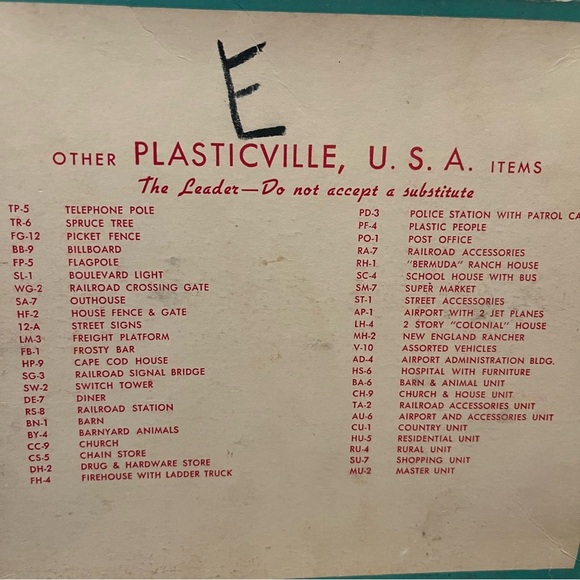 E
OTHER PLASTICVILLE, U. S. A. ITEMS
The Leader—Do not accept a substitute
TP-5 TELEPHONE POLE
TR-6 SPRUCE TREE
FG-12 PICKET FENCE
BB-9 BILLBOARD
FP-5 FLAGPOLE
SL-1 BOULEVARD LIGHT
WG-2 RAILROAD CROSSING GATE
SA-7 OUTHOUSE
HF-2 HOUSE FENCE & GATE
12-A STREET SIGNS
LM-3 FREIGHT PLATFORM
FB-1 FROSTY BAR
HP-9 CAPE COD HOUSE
SG-3 RAILROAD SIGNAL BRIDGE
SW-2 SWITCH TOWER
DE-7 DINER
RS-8 RAILROAD STATION
BN-1 BARN
BY-4 BARNYARD ANIMALS
CC-9 CHURCH
CS-5 CHAIN STORE
DH-2 DRUG & HARDWARE STORE
FH-4 FIREHOUSE WITH LADDER TRUCK
PD-3 POLICE STATION WITH PATROL CA
PF-4 PLASTIC PEOPLE
PO-1 POST OFFICE
RA-7 RAILROAD ACCESSORIES
RH-1 "BERMUDA" RANCH HOUSE
SC-4 SCHOOL HOUSE WITH BUS
SM-7 SUPER MARKET
ST-1 STREET ACCESSORIES
AP-1 AIRPORT WITH 2 JET PLANES
LH-4 2 STORY "COLONIAL" HOUSE
MH-2 NEW ENGLAND RANCHER
V-10 ASSORTED VEHICLES
AD-4 AIRPORT ADMINISTRATION BLDG.
HS-6 HOSPITAL WITH FURNITURE
BA-6 BARN & ANIMAL UNIT
CH-9 CHURCH & HOUSE UNIT
TA-2 RAILROAD ACCESSORIES UNIT
AU-6 AIRPORT AND ACCESSORIES UNIT
CU-1 COUNTRY UNIT
HU-5 RESIDENTIAL UNIT
RU-4 RURAL UNIT
SU-7 SHOPPING UNIT
MU-2 MASTER UNIT